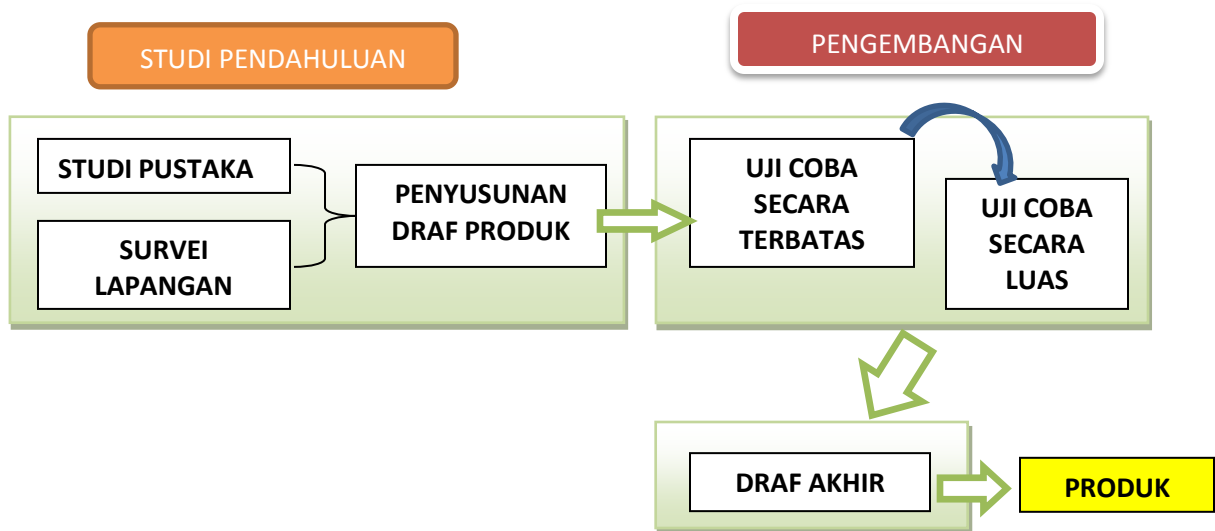 STUDI PENDAHULUAN
PENGEMBANGAN
STUDI PUSTAKA
SURVEI
LAPANGAN
PENYUSUNAN
DRAF PRODUK
UJI COBA
SECARA
TERBATAS
UJI COBA
SECARA
LUAS
DRAF AKHIR
PRODUK